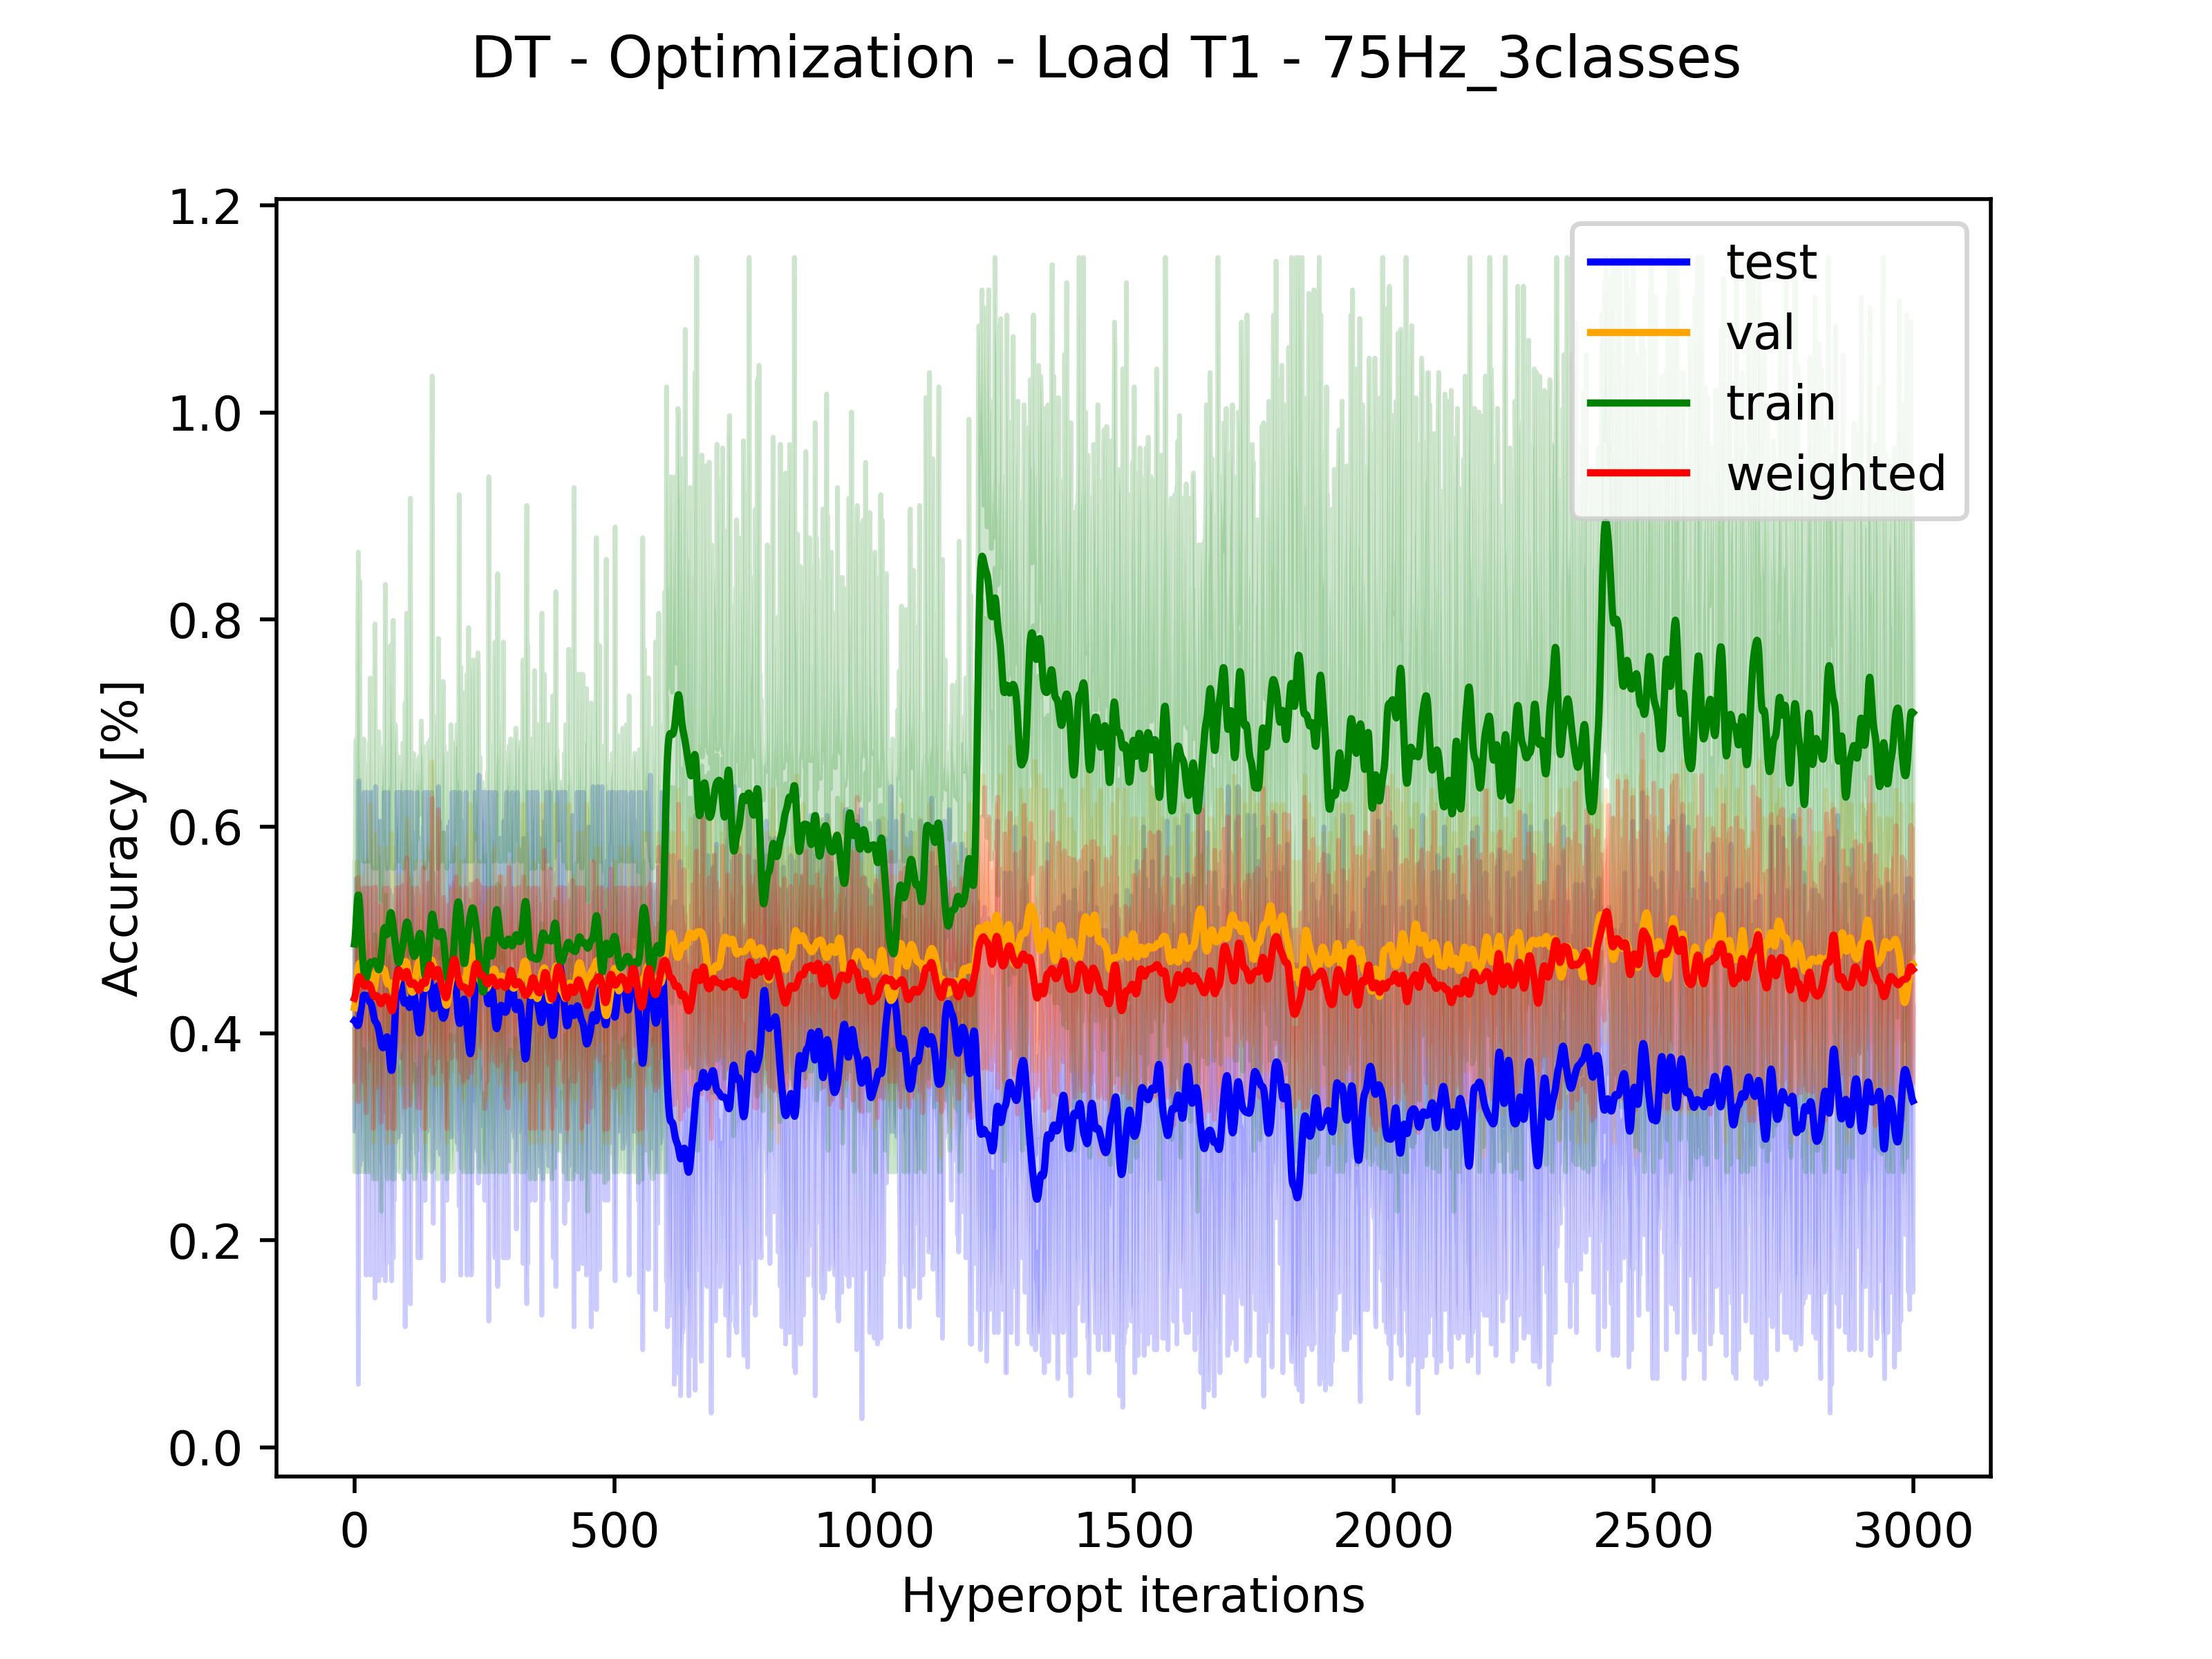 DT - Optimization - Load T1 - 75Hz_3classes
1.2
1.0
0.8
0.6
0.4
0.2
0.0
Accuracy [%]
test
val
train
weighted
0 500 1000 1500 2000 2500 3000
Hyperopt iterations